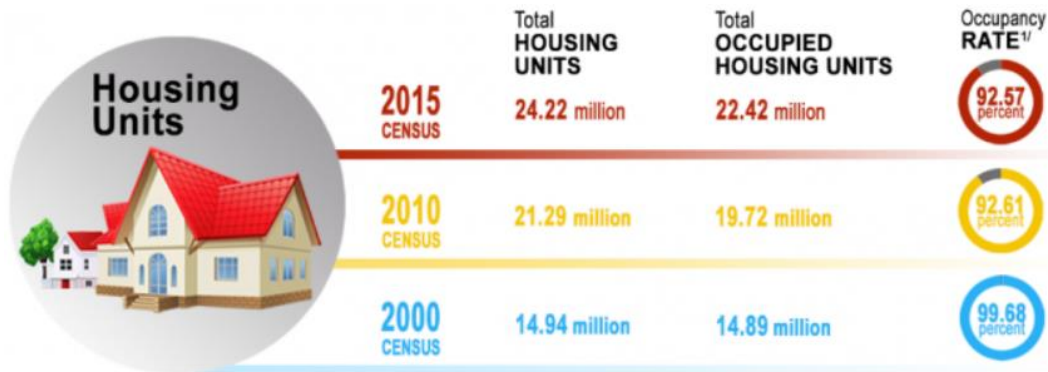 Housing
Units
Total
HOUSING
UNITS
Total
OCCUPIED
HOUSING UNITS
Occupancy
RATE1/
2015
CENSUS
24.22 million
22.42 million
92.57
percent
2010
CENSUS
21.29 million
19.72 million
92.61
percent
2000
CENSUS
14.94 million
14.89 million
99.68
percent